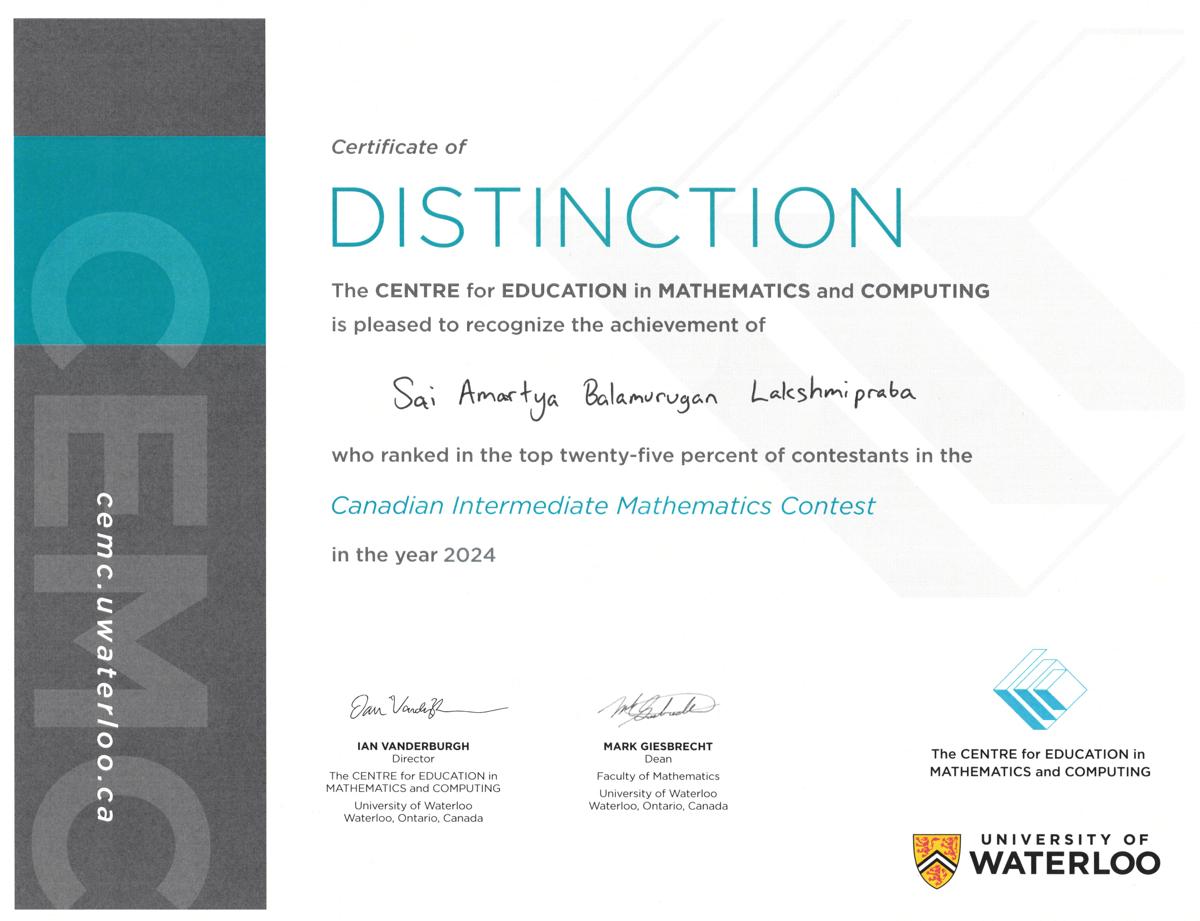 Certificate of
DISTINCTION
The CENTRE for EDUCATION in MATHEMATICS and COMPUTING
is pleased to recognize the achievement of
Sai Amartya Balamurugan Lakshmipraba
who ranked in the top twenty-five percent of contestants in the
Canadian Intermediate Mathematics Contest
in the year 2024
CEMC
cemc.uwaterloo.ca
Ian Vanderburgh
IAN VANDERBURGH
Director
The CENTRE for EDUCATION in
MATHEMATICS and COMPUTING
University of Waterloo
Waterloo, Ontario, Canada
MARK GIESBRECHT
Dean
Faculty of Mathematics
University of Waterloo
Waterloo, Ontario, Canada
The CENTRE for EDUCATION in
MATHEMATICS and COMPUTING
UNIVERSITY OF
WATERLOO